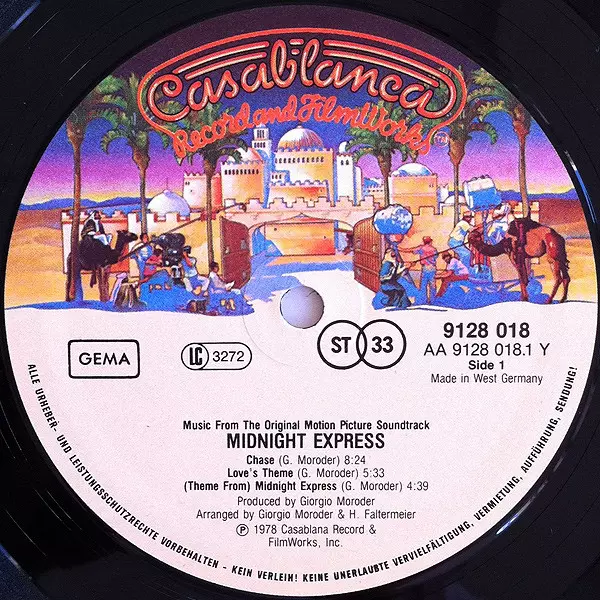 Casablanca
Record and FilmWorks
TM
GEMA
LC 3272
ST 33
9128 018
AA 9128 018.1 Y
Side 1
Made in West Germany
Music From The Original Motion Picture Soundtrack
MIDNIGHT EXPRESS
Chase (G. Moroder) 8:24
Love's Theme (G. Moroder) 5:33
(Theme From) Midnight Express (G. Moroder) 4:39
Produced by Giorgio Moroder
Arranged by Giorgio Moroder & H. Faltermeier
Ⓟ 1978 Casablana Record &
FilmWorks, Inc.
ALLE URHEBER- UND LEISTUNGSSCHUTZRECHTE VORBEHALTEN - KEIN VERLEIH! KEINE UNERLAUBTE VERVIELFÄLTIGUNG, VERMIETUNG, AUFFÜHRUNG, SENDUNG!